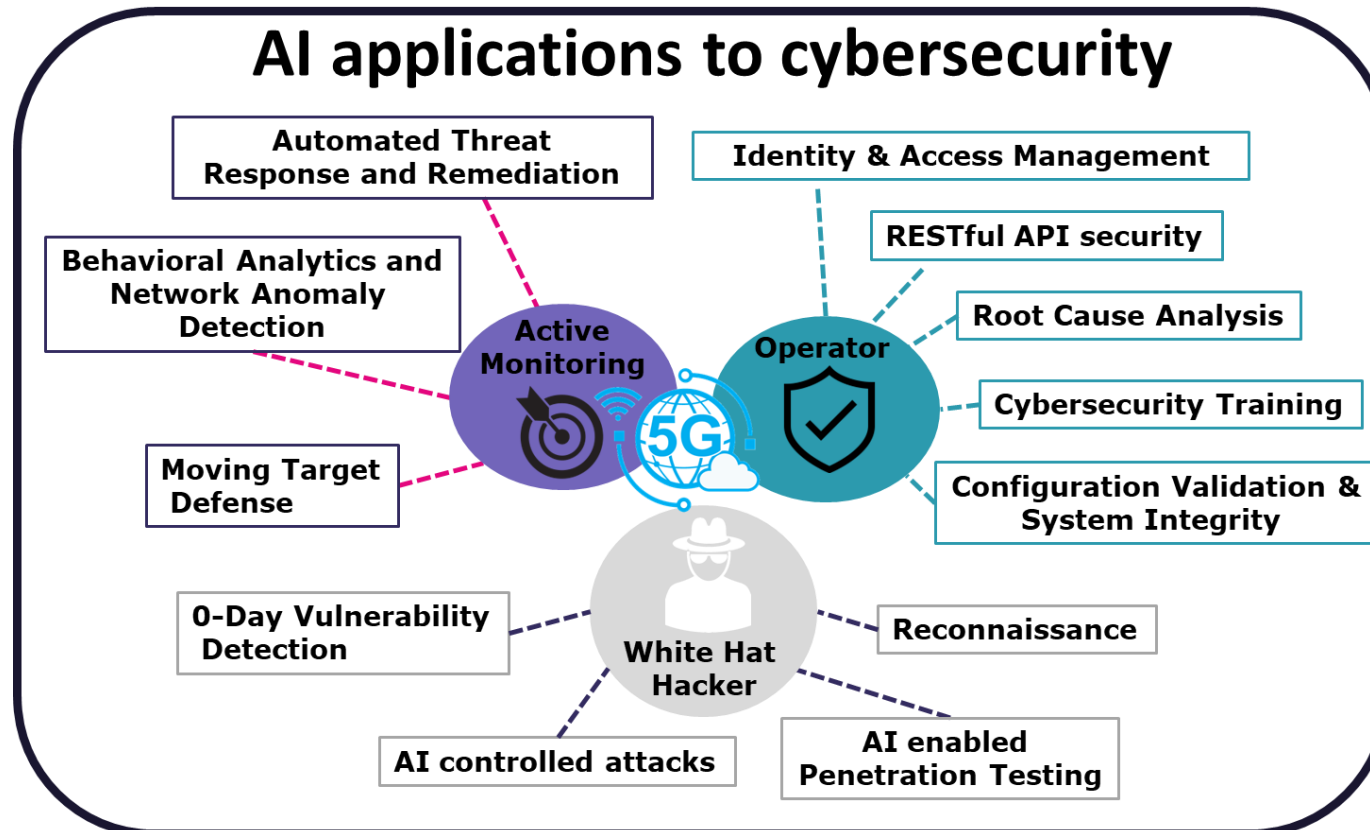 AI applications to cybersecurity
Automated Threat
Response and Remediation
Identity & Access Management
RESTful API security
Behavioral Analytics and
Network Anomaly
Detection
Root Cause Analysis
Active
Monitoring
Operator
5G
Cybersecurity Training
Moving Target
Defense
Configuration Validation &
System Integrity
0-Day Vulnerability
Detection
White Hat
Hacker
Reconnaissance
AI controlled attacks
AI enabled
Penetration Testing